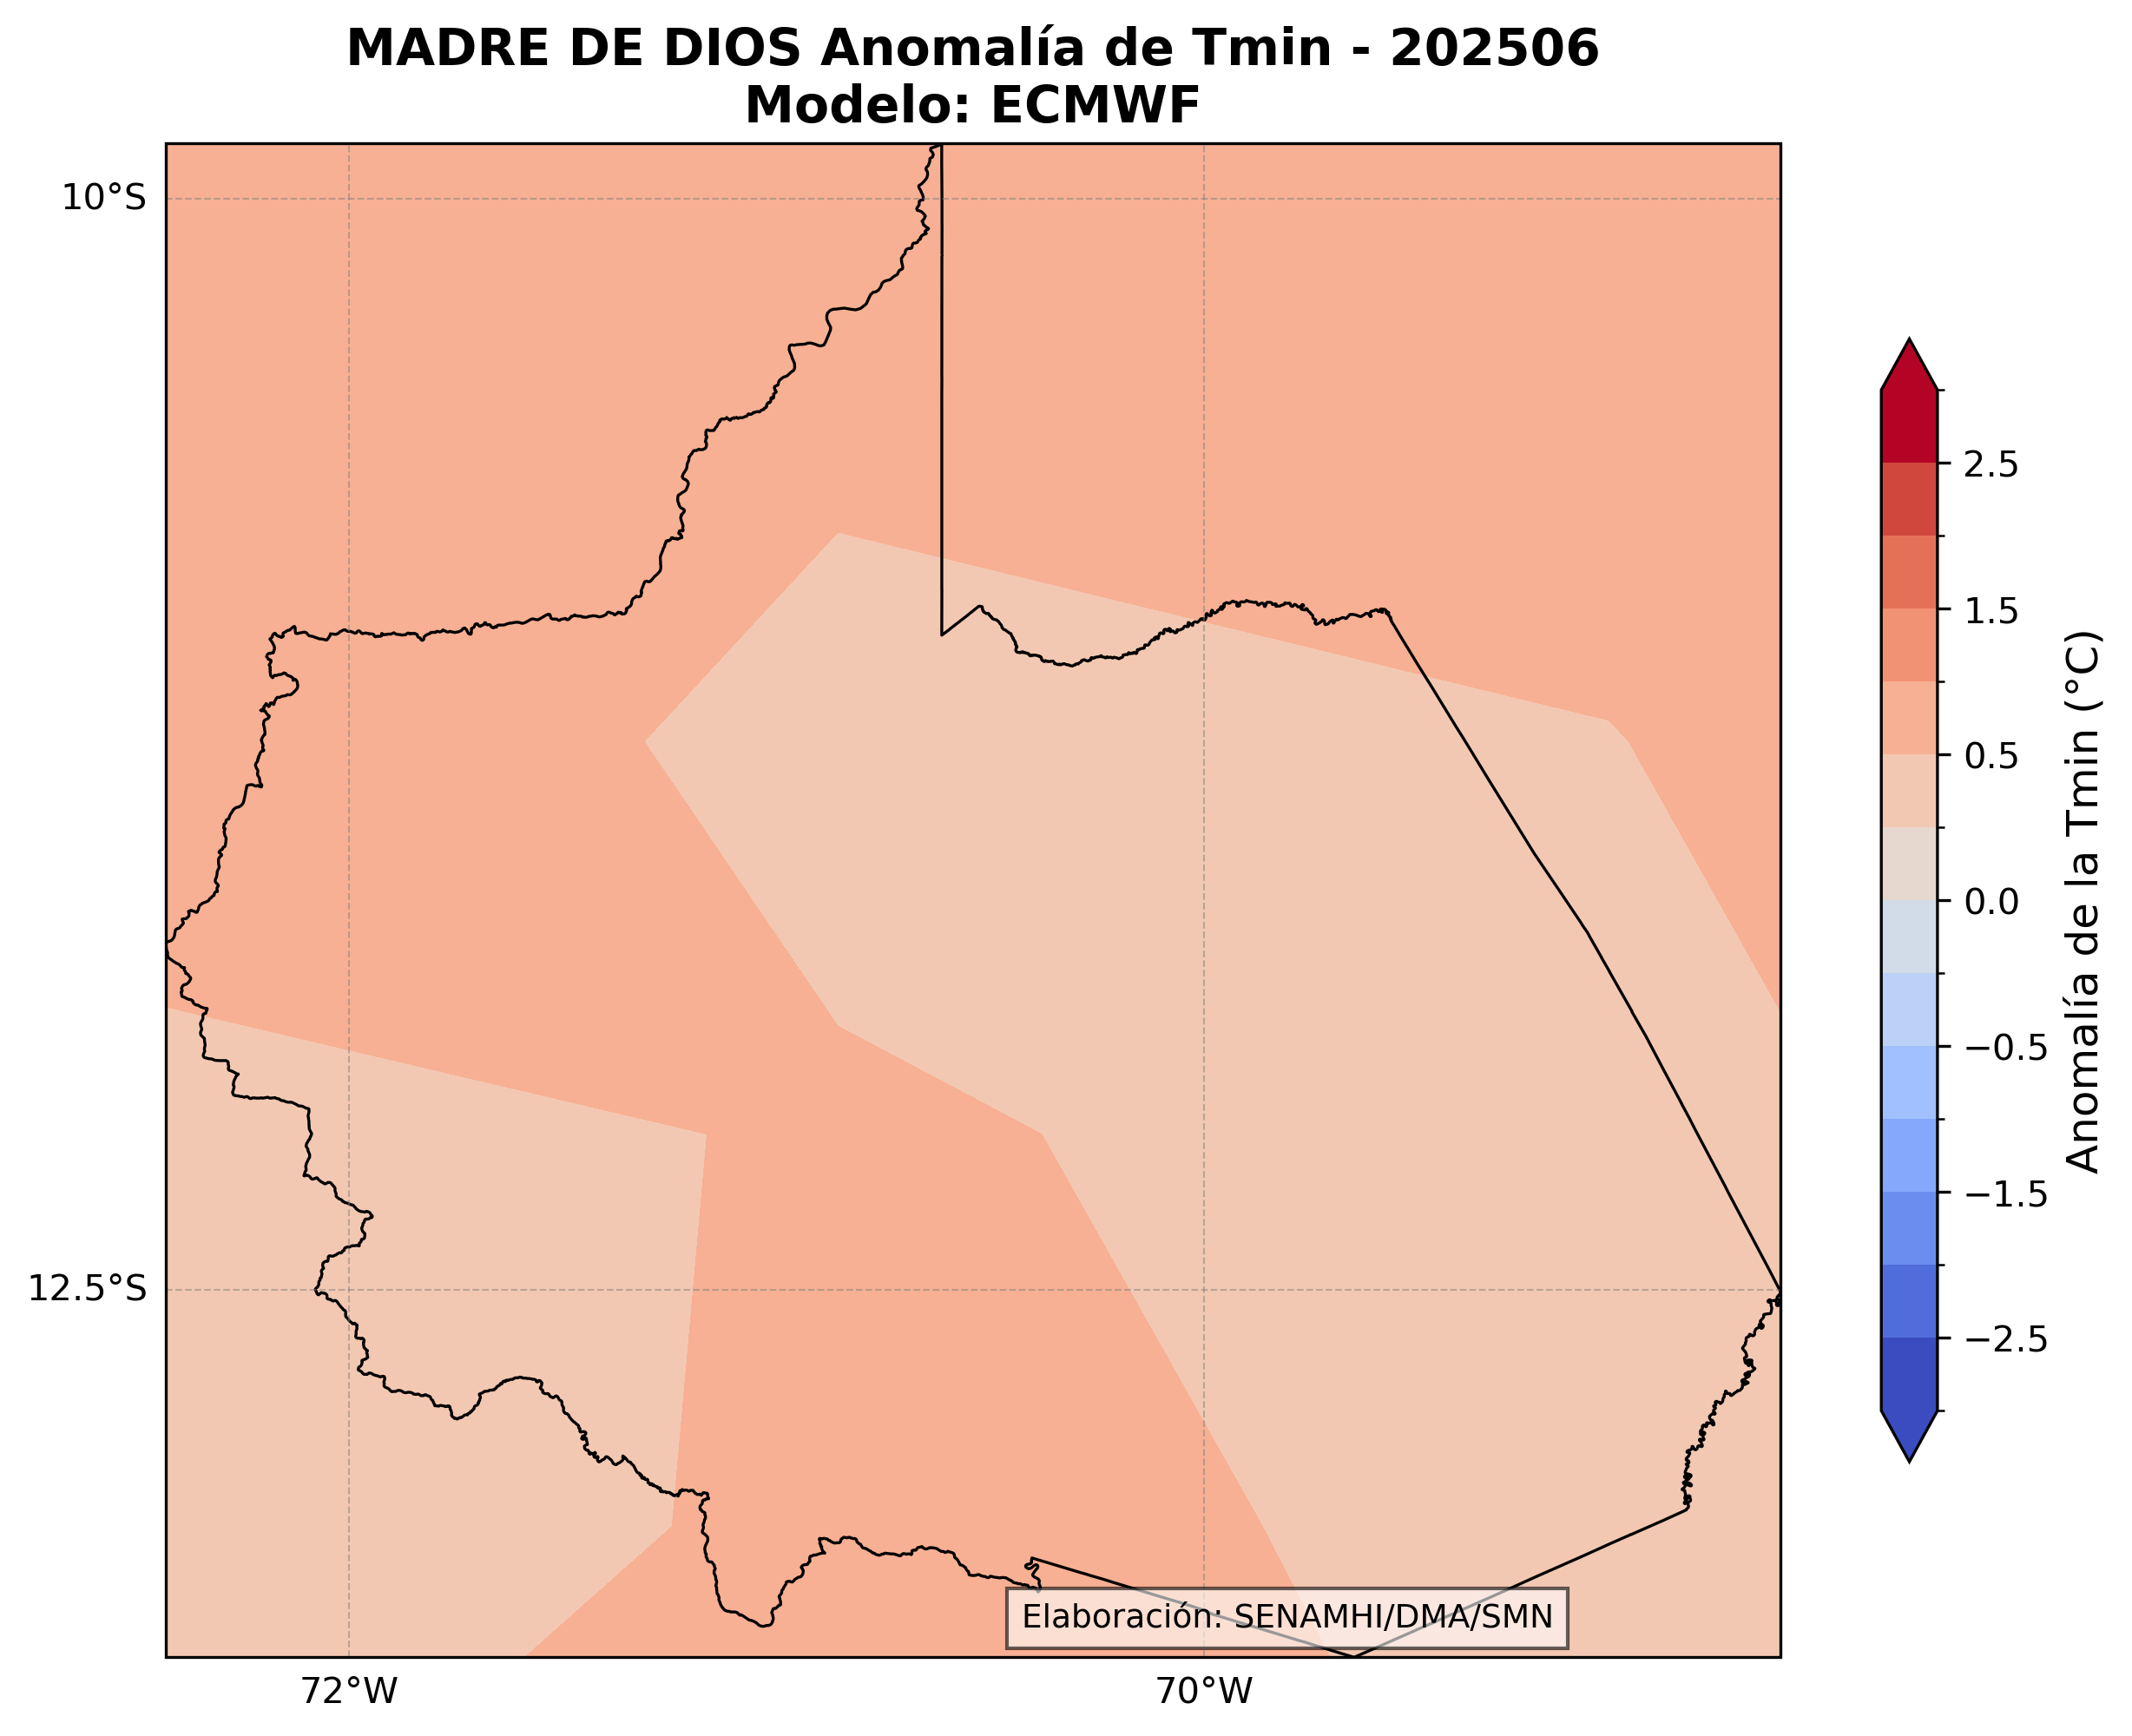 MADRE DE DIOS Anomalía de Tmin - 202506
Modelo: ECMWF
10°S
12.5°S
72°W
70°W
Elaboración: SENAMHI/DMA/SMN
2.5
1.5
0.5
0.0
−0.5
−1.5
−2.5
Anomalía de la Tmin (°C)